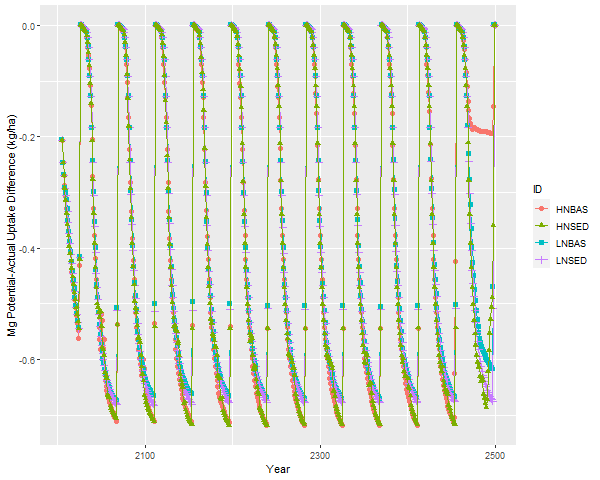 Mg Potential-Actual Uptake Difference (kg/ha)
0.0
-0.2
-0.4
-0.6
2100
2300
2500
Year
ID
HNBAS
HNSED
LNBAS
LNSED